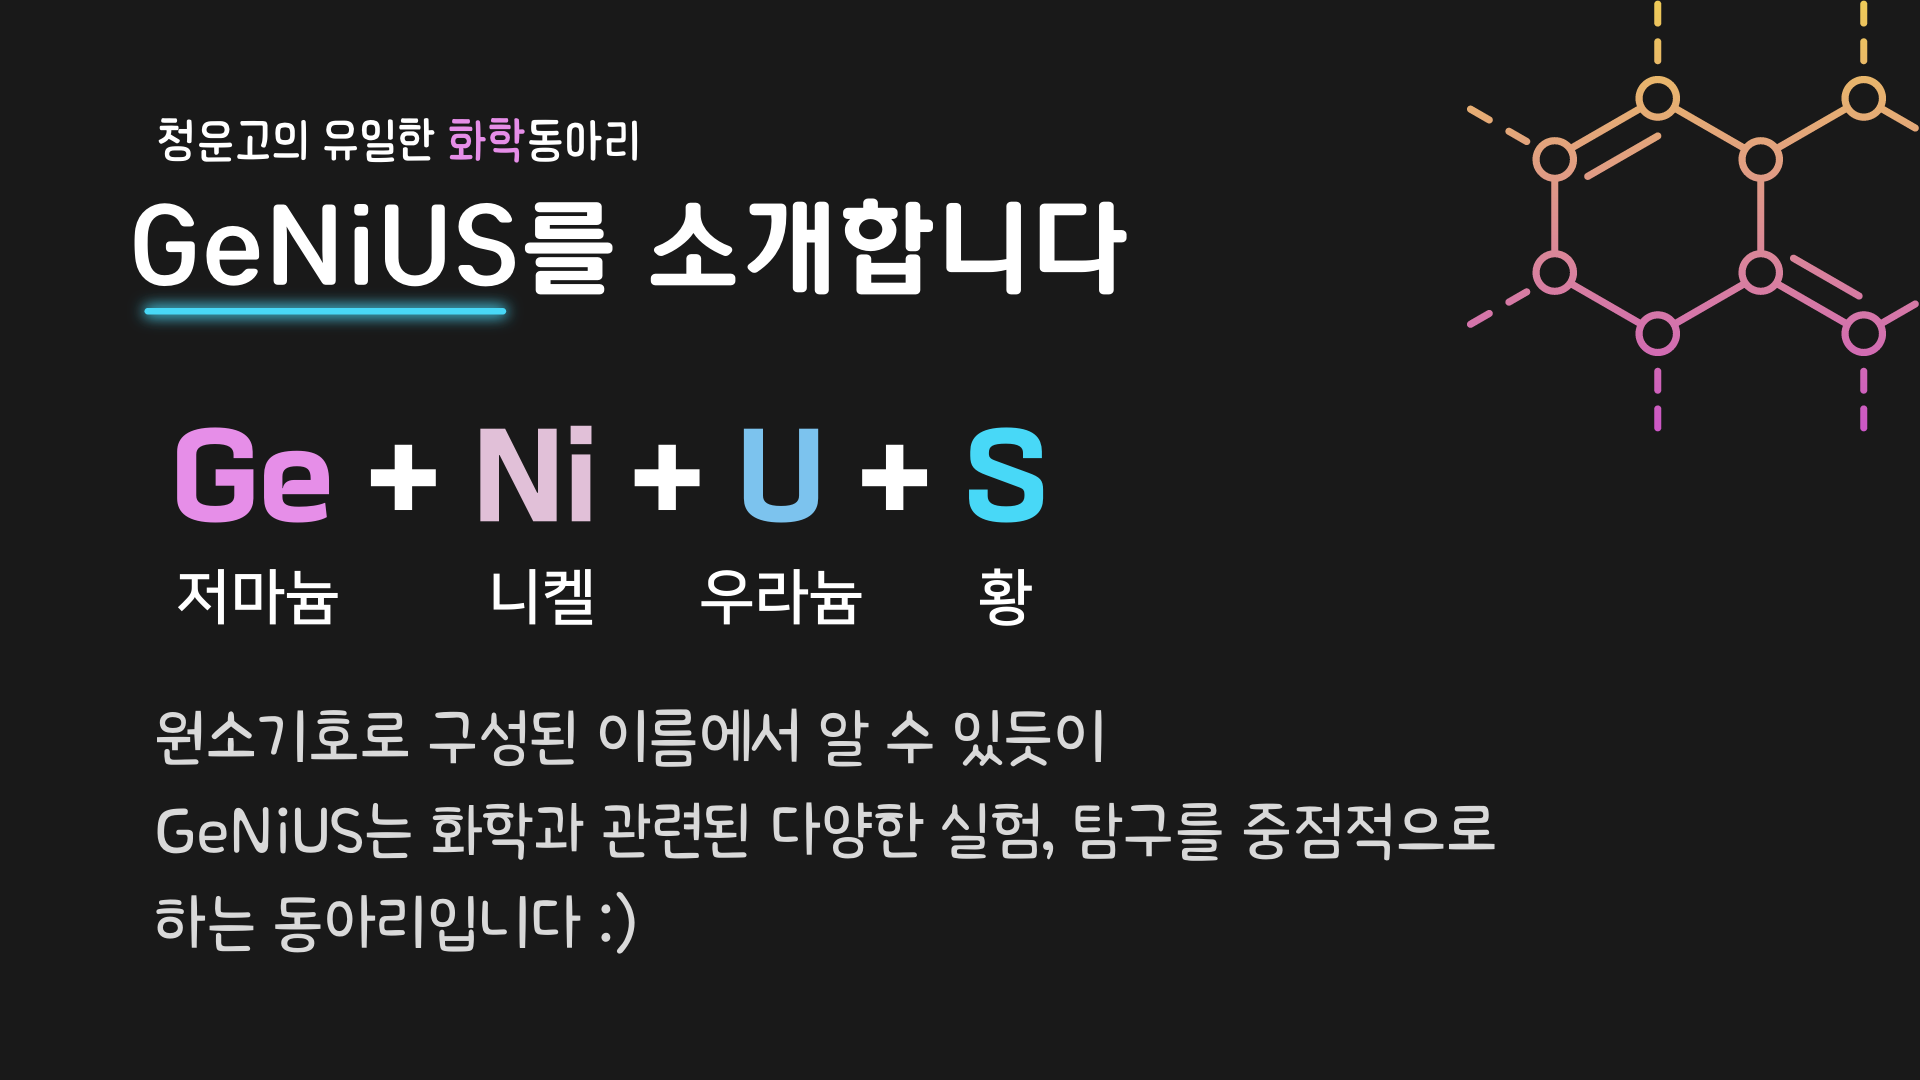 청운고의 유일한 화학동아리
GeNiUS를 소개합니다
Ge + Ni + U + S
저마늄 니켈 우라늄 황
원소기호로 구성된 이름에서 알 수 있듯이
GeNiUS는 화학과 관련된 다양한 실험, 탐구를 중점적으로
하는 동아리입니다 :)